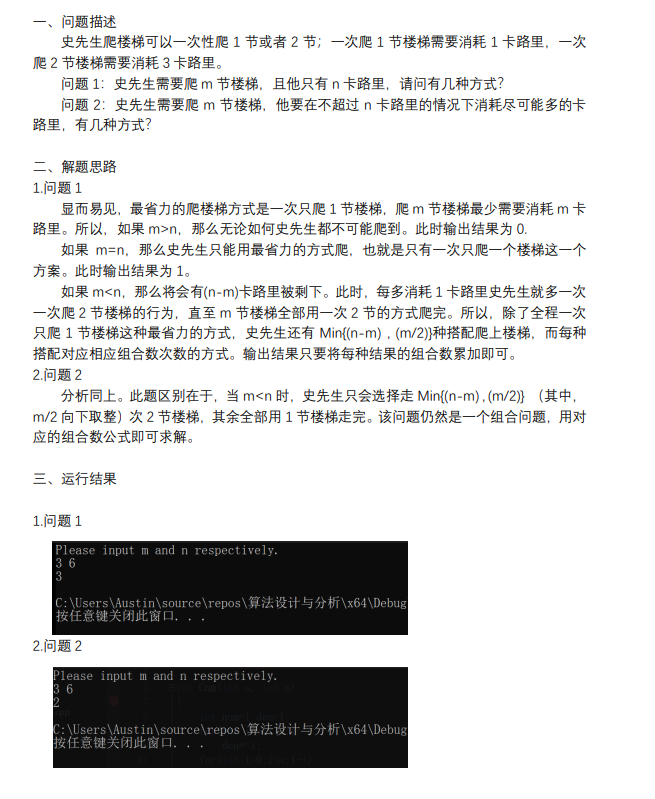 一、问题描述
史先生爬楼梯可以一次性爬 1 节或者 2 节；一次爬 1 节楼梯需要消耗 1 卡路里，一次
爬 2 节楼梯需要消耗 3 卡路里。
问题 1：史先生需要爬 m 节楼梯，且他只有 n 卡路里，请问有几种方式？
问题 2：史先生需要爬 m 节楼梯，他要在不超过 n 卡路里的情况下消耗尽可能多的卡
路里，有几种方式？
二、解题思路
1.问题 1
显而易见，最省力的爬楼梯方式是一次只爬 1 节楼梯，爬 m 节楼梯最少需要消耗 m 卡
路里。所以，如果 m>n，那么无论如何史先生都不可能爬到。此时输出结果为 0.
如果 m=n，那么史先生只能用最省力的方式爬，也就是只有一次只爬一个楼梯这一个
方案。此时输出结果为 1。
如果 m<n，那么将会有(n-m)卡路里被剩下。此时，每多消耗 1 卡路里史先生就多一次
一次爬 2 节楼梯的行为，直至 m 节楼梯全部用一次 2 节的方式爬完。所以，除了全程一次
只爬 1 节楼梯这种最省力的方式，史先生还有 Min{(n-m) , (m/2)}种搭配爬上楼梯，而每种
搭配对应相应组合数次数的方式。输出结果只要将每种结果的组合数累加即可。
2.问题 2
分析同上。此题区别在于，当 m<n 时，史先生只会选择走 Min{(n-m) , (m/2)} （其中，
m/2 向下取整）次 2 节楼梯，其余全部用 1 节楼梯走完。该问题仍然是一个组合问题，用对
应的组合数公式即可求解。
三、运行结果
1.问题 1
Please input m and n respectively.
3 6
3
C:\Users\Austin\source\repos\算法设计与分析\x64\Debug
按任意键关闭此窗口. . .
2.问题 2
Please input m and n respectively.
3 6
2
C:\Users\Austin\source\repos\算法设计与分析\x64\Debug
按任意键关闭此窗口. . .